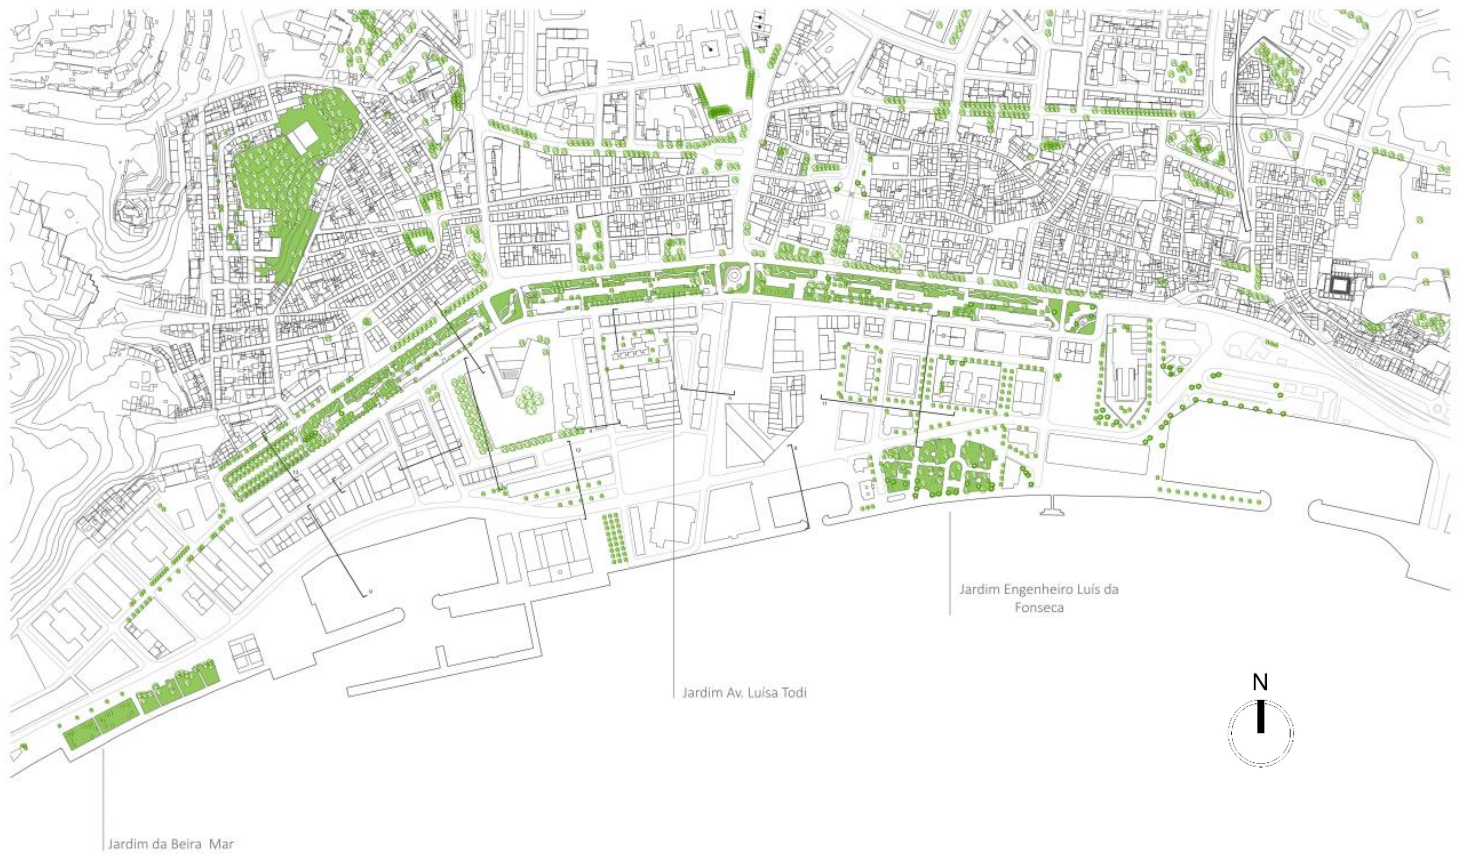 Jardim Engenheiro Luís da
Fonseca
N
Jardim Av. Luísa Todi
Jardim da Beira Mar